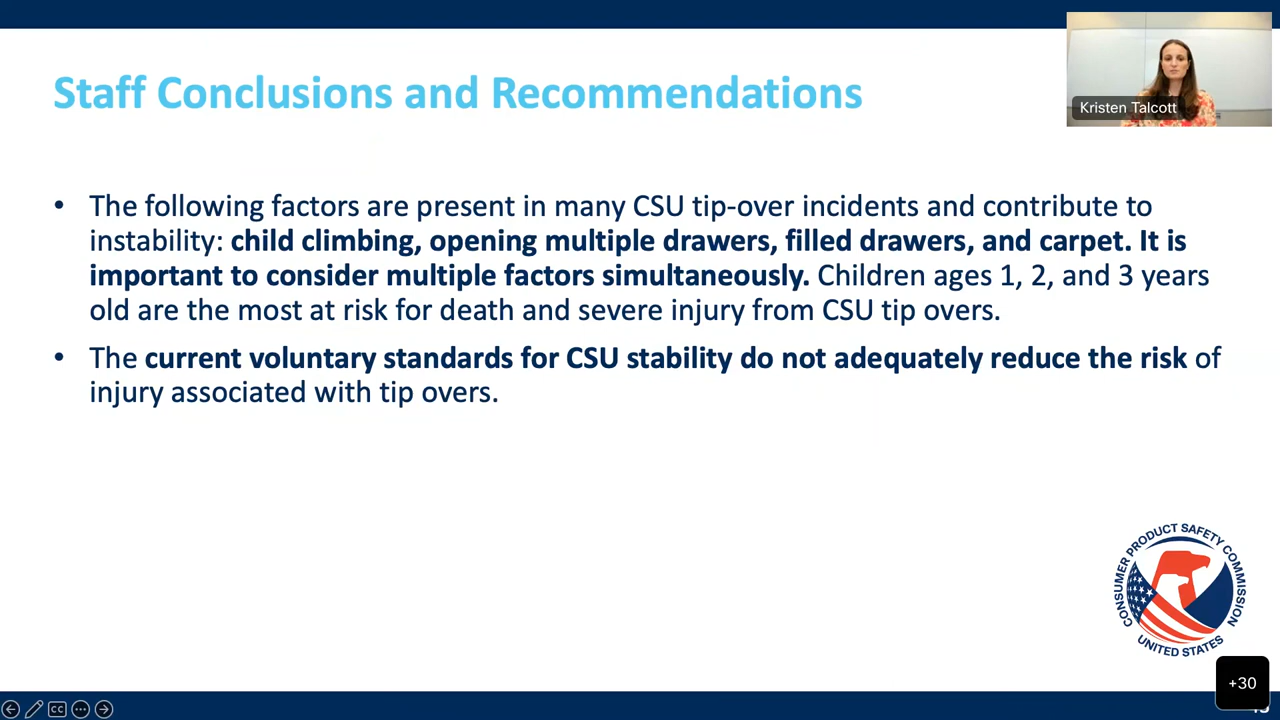 Staff Conclusions and Recommendations
Kristen Talcott
• The following factors are present in many CSU tip-over incidents and contribute to
instability: child climbing, opening multiple drawers, filled drawers, and carpet. It is
important to consider multiple factors simultaneously. Children ages 1, 2, and 3 years
old are the most at risk for death and severe injury from CSU tip overs.
• The current voluntary standards for CSU stability do not adequately reduce the risk of
injury associated with tip overs.
CONSUMER PRODUCT SAFETY COMMISSION
UNITED STATES
+30
CC